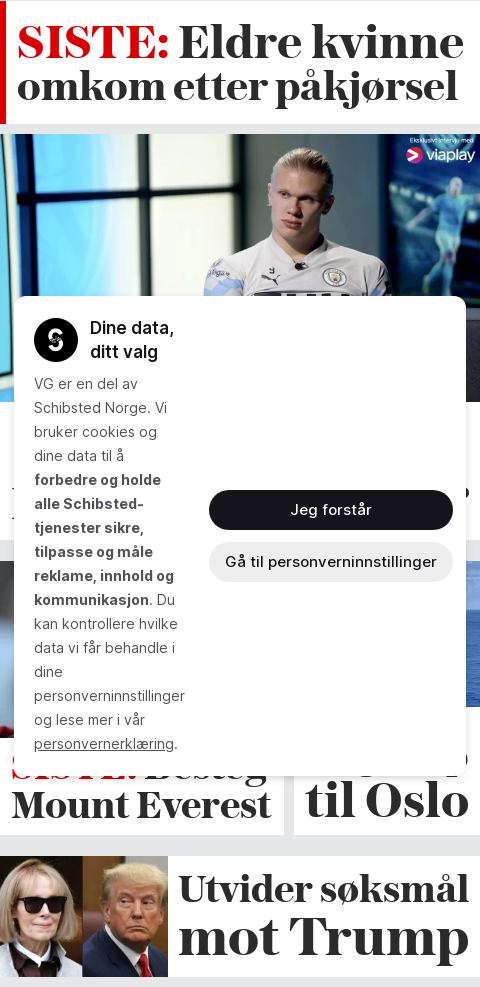 SISTE: Eldre kvinne
omkom etter påkjørsel
Eksklusivt intervju med
viaplay
Dine data,
ditt valg
VG er en del av
Schibsted Norge. Vi
bruker cookies og
dine data til å
forbedre og holde
alle Schibsted-
tjenester sikre,
tilpasse og måle
reklame, innhold og
kommunikasjon. Du
kan kontrollere hvilke
data vi får behandle i
dine
personverninnstillinger
og lese mer i vår
personvernerklæring.
Jeg forstår
Gå til personverninnstillinger
SISTE: Besteg
Mount Everest
til Oslo
Utvider søksmål
mot Trump